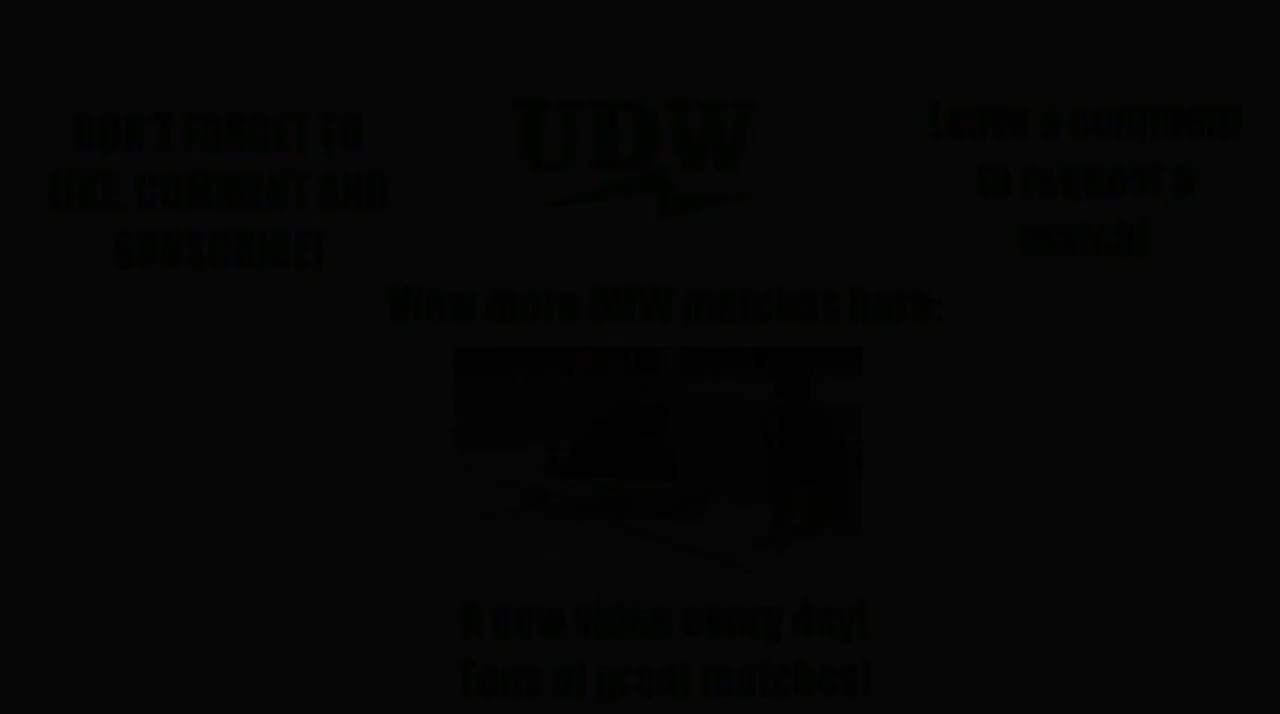 DON'T FORGET TO
LIKE, COMMENT AND
SUBSCRIBE!
UDW
Leave a comment
to request a
match!
View more UDW matches here:
A new video every day!
Tons of great matches!